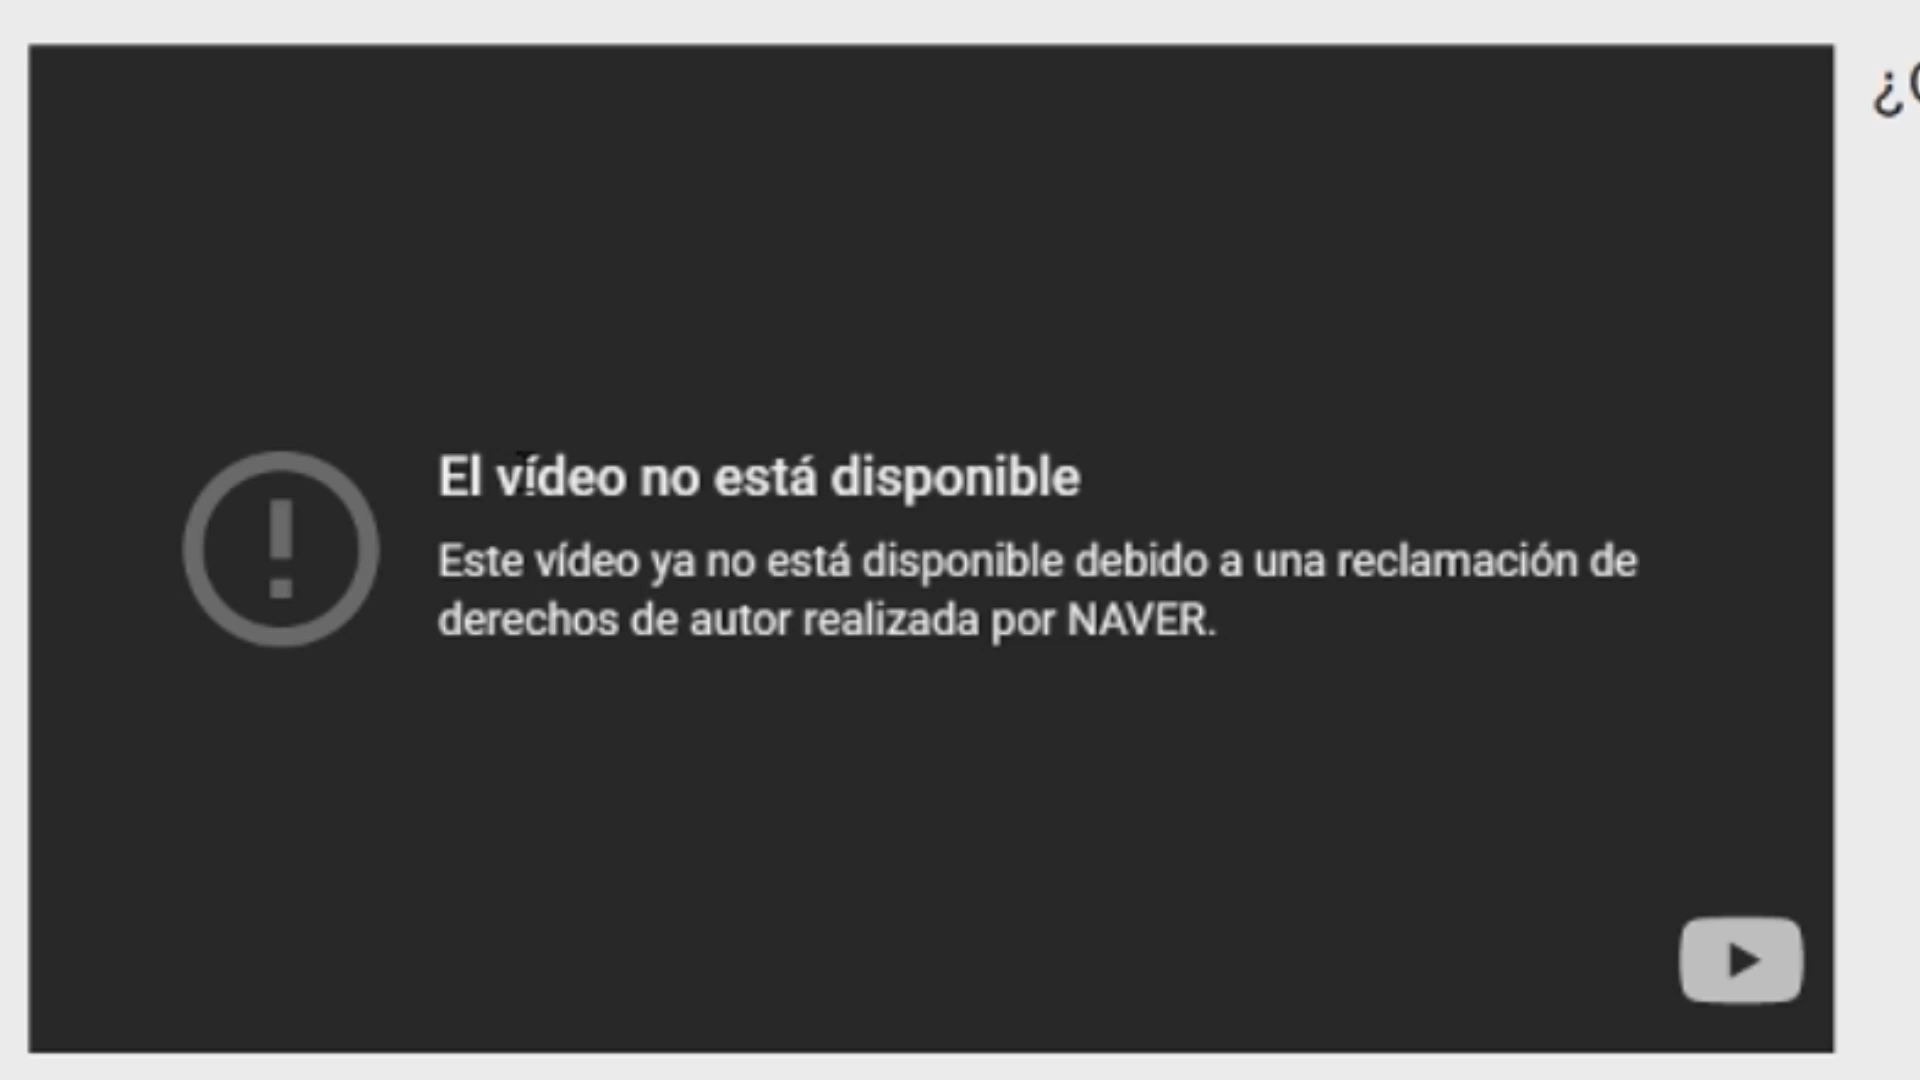 El vídeo no está disponible
Este vídeo ya no está disponible debido a una reclamación de
derechos de autor realizada por NAVER.